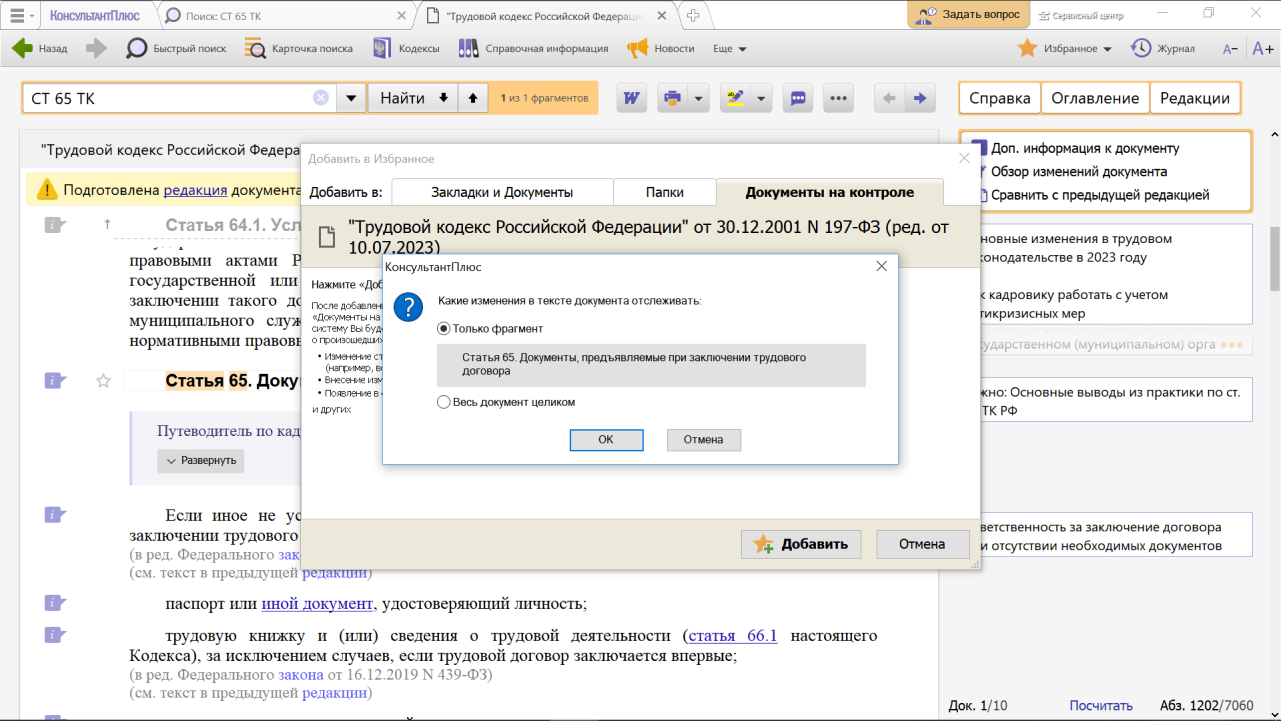 КонсультантПлюс
Поиск: СТ 65 ТК
"Трудовой кодекс Российской Федераци
Задать вопрос
Сервисный центр
Назад
Быстрый поиск
Карточка поиска
Кодексы
Справочная информация
Новости
Еще
Избранное
Журнал
А−
А+
СТ 65 ТК
Найти
1 из 1 фрагментов
W
Справка
Оглавление
Редакции
"Трудовой кодекс Российской Федера
Подготовлена редакция документа
Статья 64.1. Усл
правовыми актами Р
государственной или
заключении такого до
муниципального служ
нормативными правовы
Статья 65. Доку
Путеводитель по кад
Развернуть
Если иное не ус
заключении трудового
(в ред. Федерального зак
(см. текст в предыдущей редакции)
паспорт или иной документ, удостоверяющий личность;
трудовую книжку и (или) сведения о трудовой деятельности (статья 66.1 настоящего
Кодекса), за исключением случаев, если трудовой договор заключается впервые;
(в ред. Федерального закона от 16.12.2019 N 439-ФЗ)
(см. текст в предыдущей редакции)
Добавить в Избранное
Добавить в:
Закладки и Документы
Папки
Документы на контроле
"Трудовой кодекс Российской Федерации" от 30.12.2001 N 197-ФЗ (ред. от
10.07.2023)
Нажмите «Доб
После добавлен
«Документы на
систему Вы буд
о произошедших
• Изменение ст
(например, вс
• Внесение изм
• Появление в
и других
КонсультантПлюс
Какие изменения в тексте документа отслеживать:
Только фрагмент
Статья 65. Документы, предъявляемые при заключении трудового
договора
Весь документ целиком
ОК
Отмена
Добавить
Отмена
Доп. информация к документу
Обзор изменений документа
Сравнить с предыдущей редакцией
новные изменения в трудовом
конодательстве в 2023 году
к кадровику работать с учетом
тикризисных мер
сударственном (муниципальном) орга
жно: Основные выводы из практики по ст.
ТК РФ
ветственность за заключение договора
и отсутствии необходимых документов
Док. 1/10
Посчитать
Абз. 1202/7060